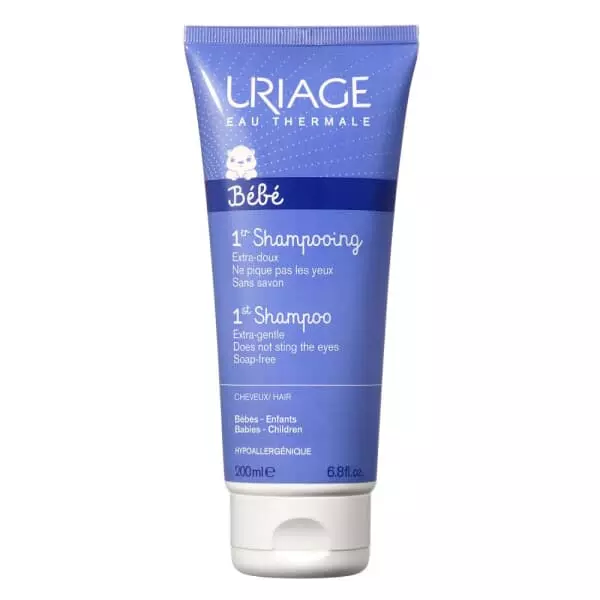 URIAGE
EAU THERMALE
Bébé
1er Shampooing
Extra-doux
Ne pique pas les yeux
Sans savon
1st Shampoo
Extra-gentle
Does not sting the eyes
Soap-free
CHEVEUX/ HAIR
Bébes - Enfants
Babies - Children
HYPOALLERGÉNIQUE
200ml℮ 6.8fl.oz.